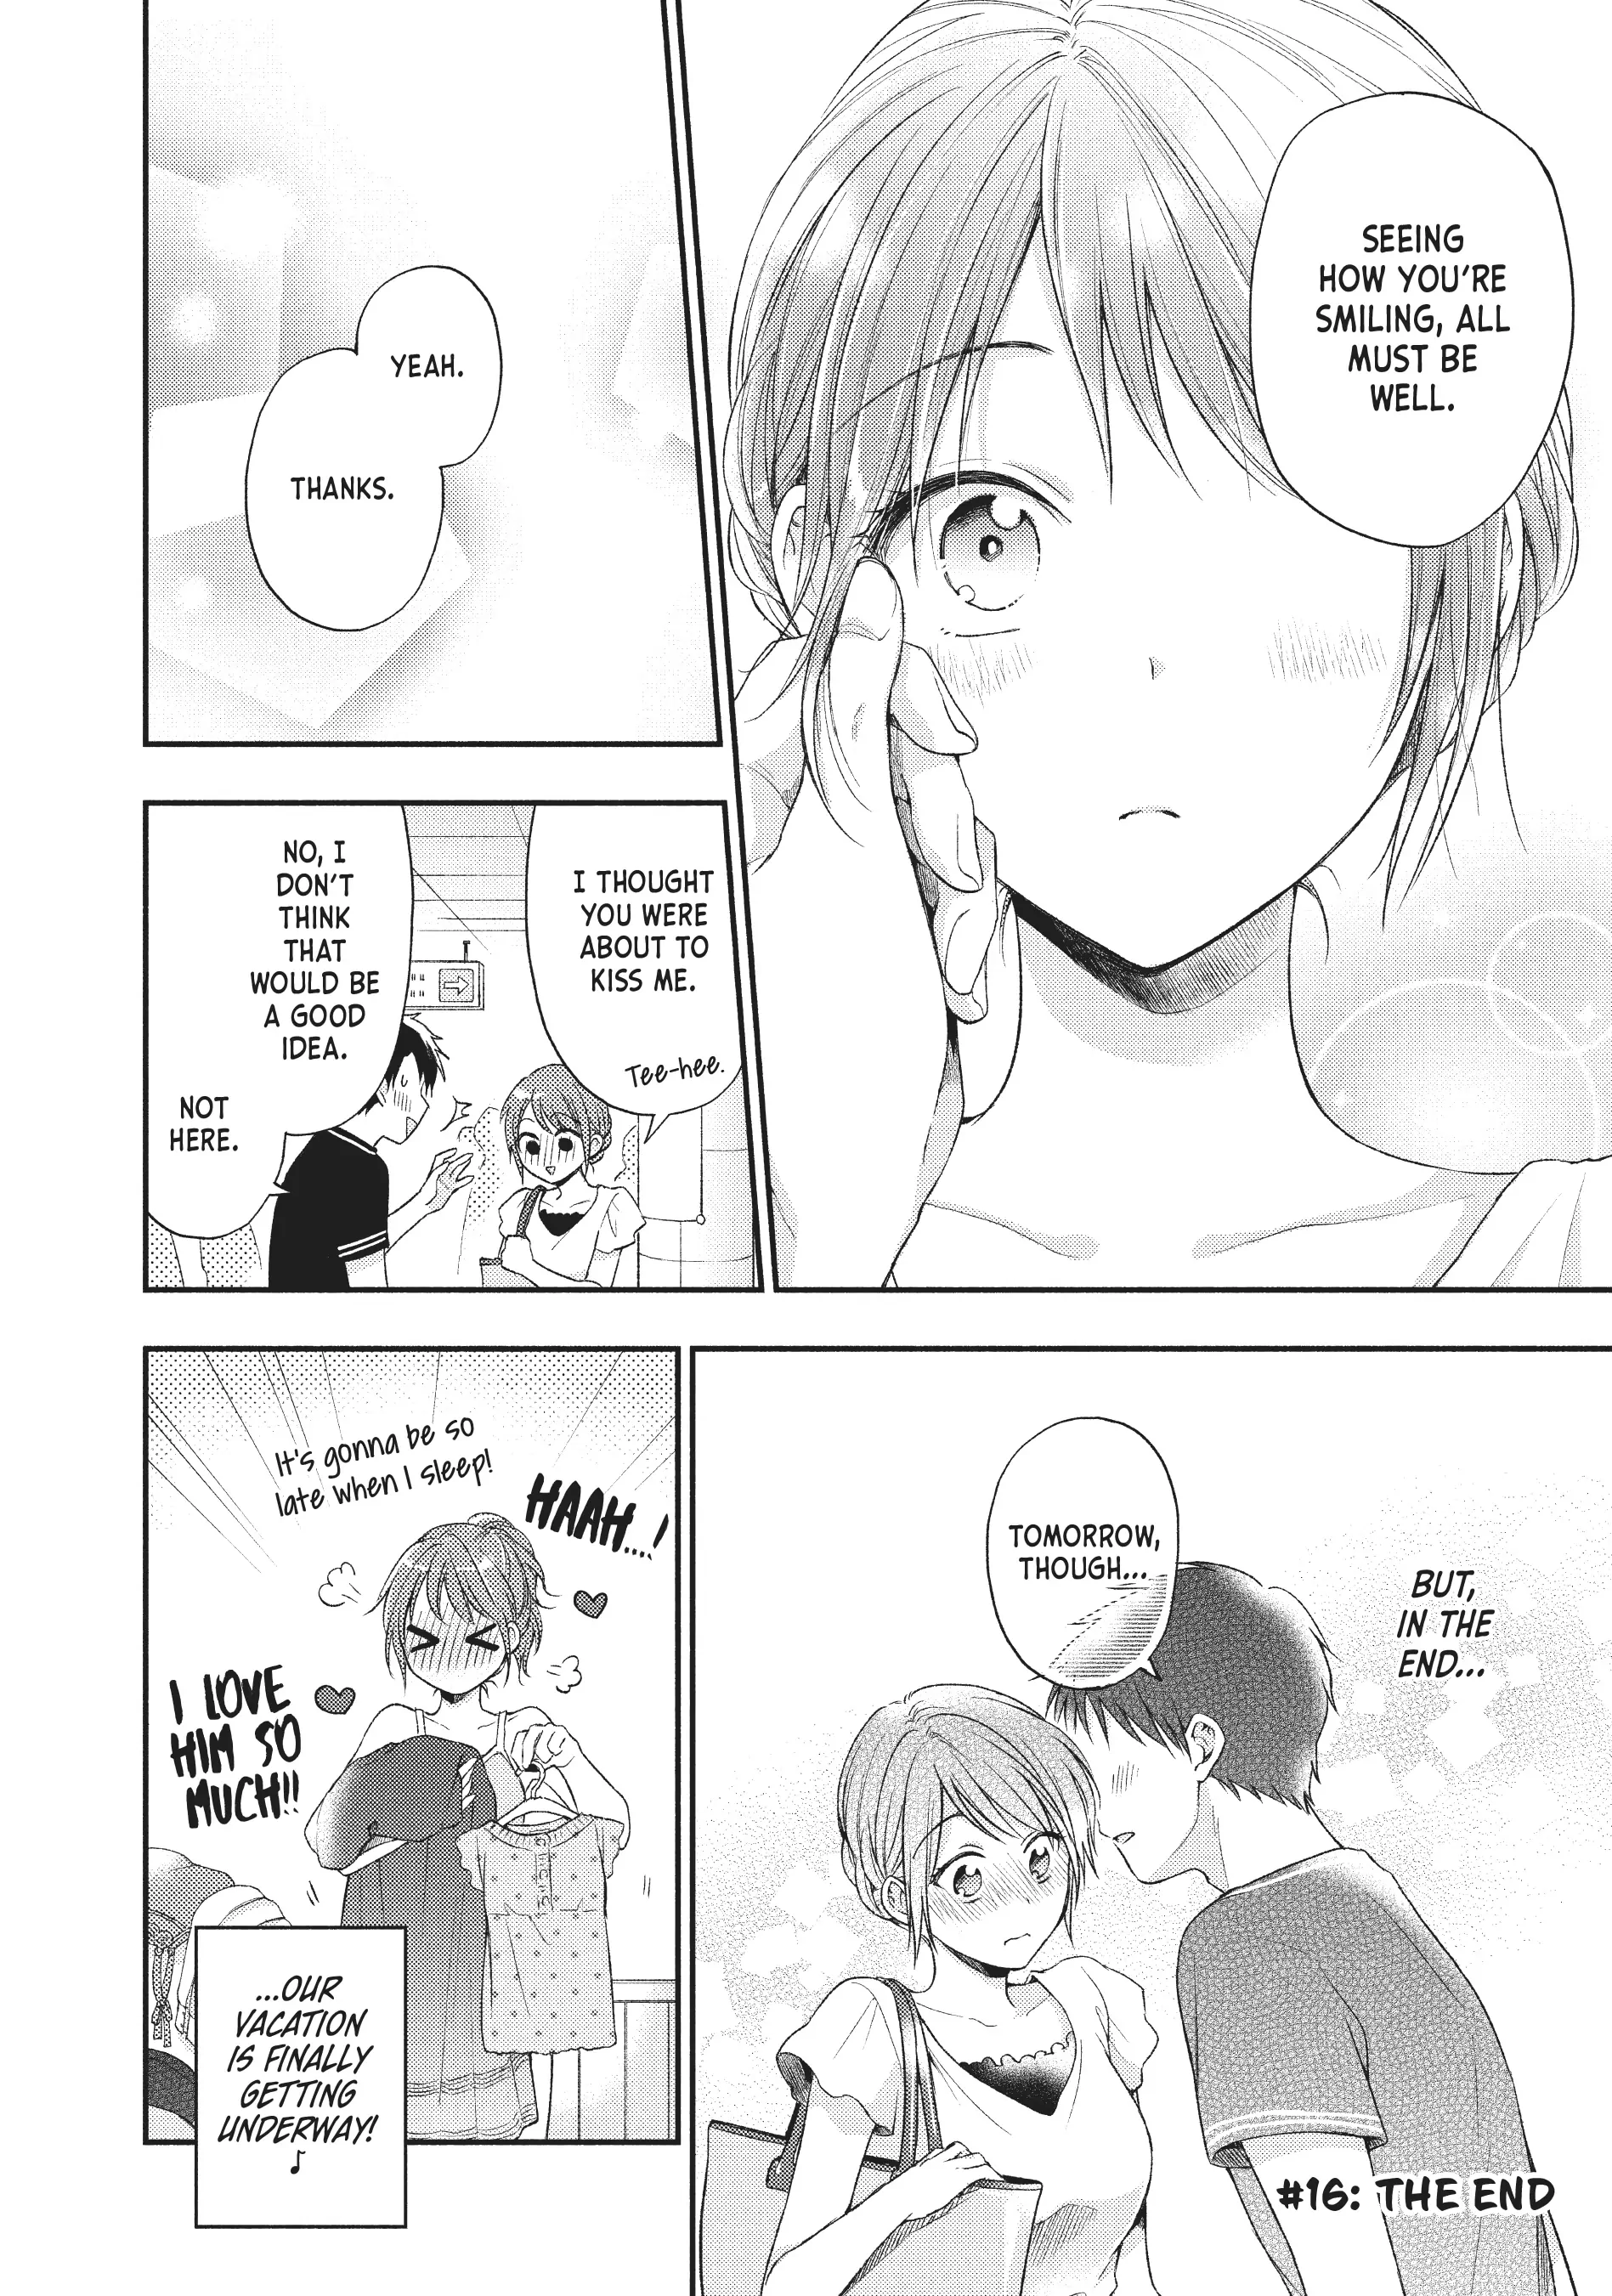 SEEING
HOW YOU'RE
SMILING, ALL
MUST BE
WELL.
YEAH.
THANKS.
I THOUGHT
YOU WERE
ABOUT TO
KISS ME.
Tee-hee.
NO, I
DON'T
THINK
THAT
WOULD BE
A GOOD
IDEA.
NOT
HERE.
BUT,
IN THE
END...
TOMORROW,
THOUGH...
It's gonna be so
late when I sleep!
HAAH...!
I LOVE
HIM SO
MUCH!!
...OUR
VACATION
IS FINALLY
GETTING
UNDERWAY!
♪
#16: THE END